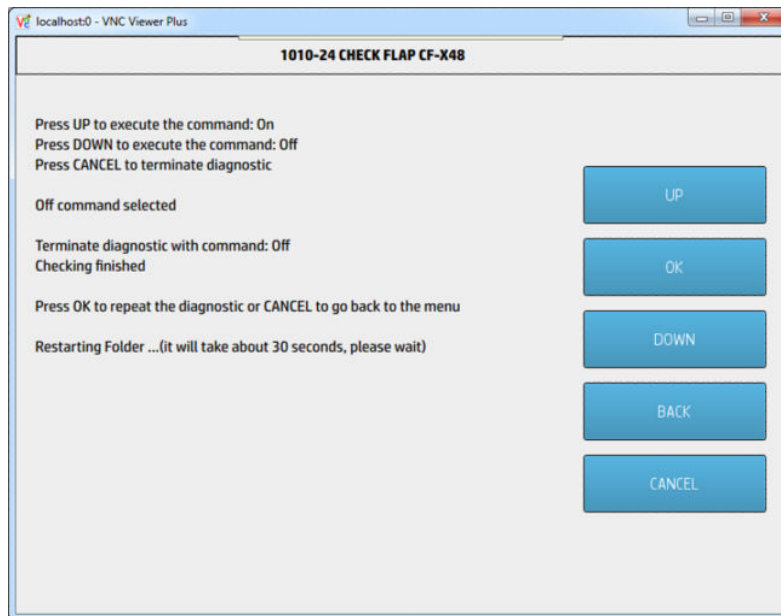 localhost:0 - VNC Viewer Plus
1010-24 CHECK FLAP CF-X48
Press UP to execute the command: On
Press DOWN to execute the command: Off
Press CANCEL to terminate diagnostic
Off command selected
Terminate diagnostic with command: Off
Checking finished
Press OK to repeat the diagnostic or CANCEL to go back to the menu
Restarting Folder ...(it will take about 30 seconds, please wait)
UP
OK
DOWN
BACK
CANCEL